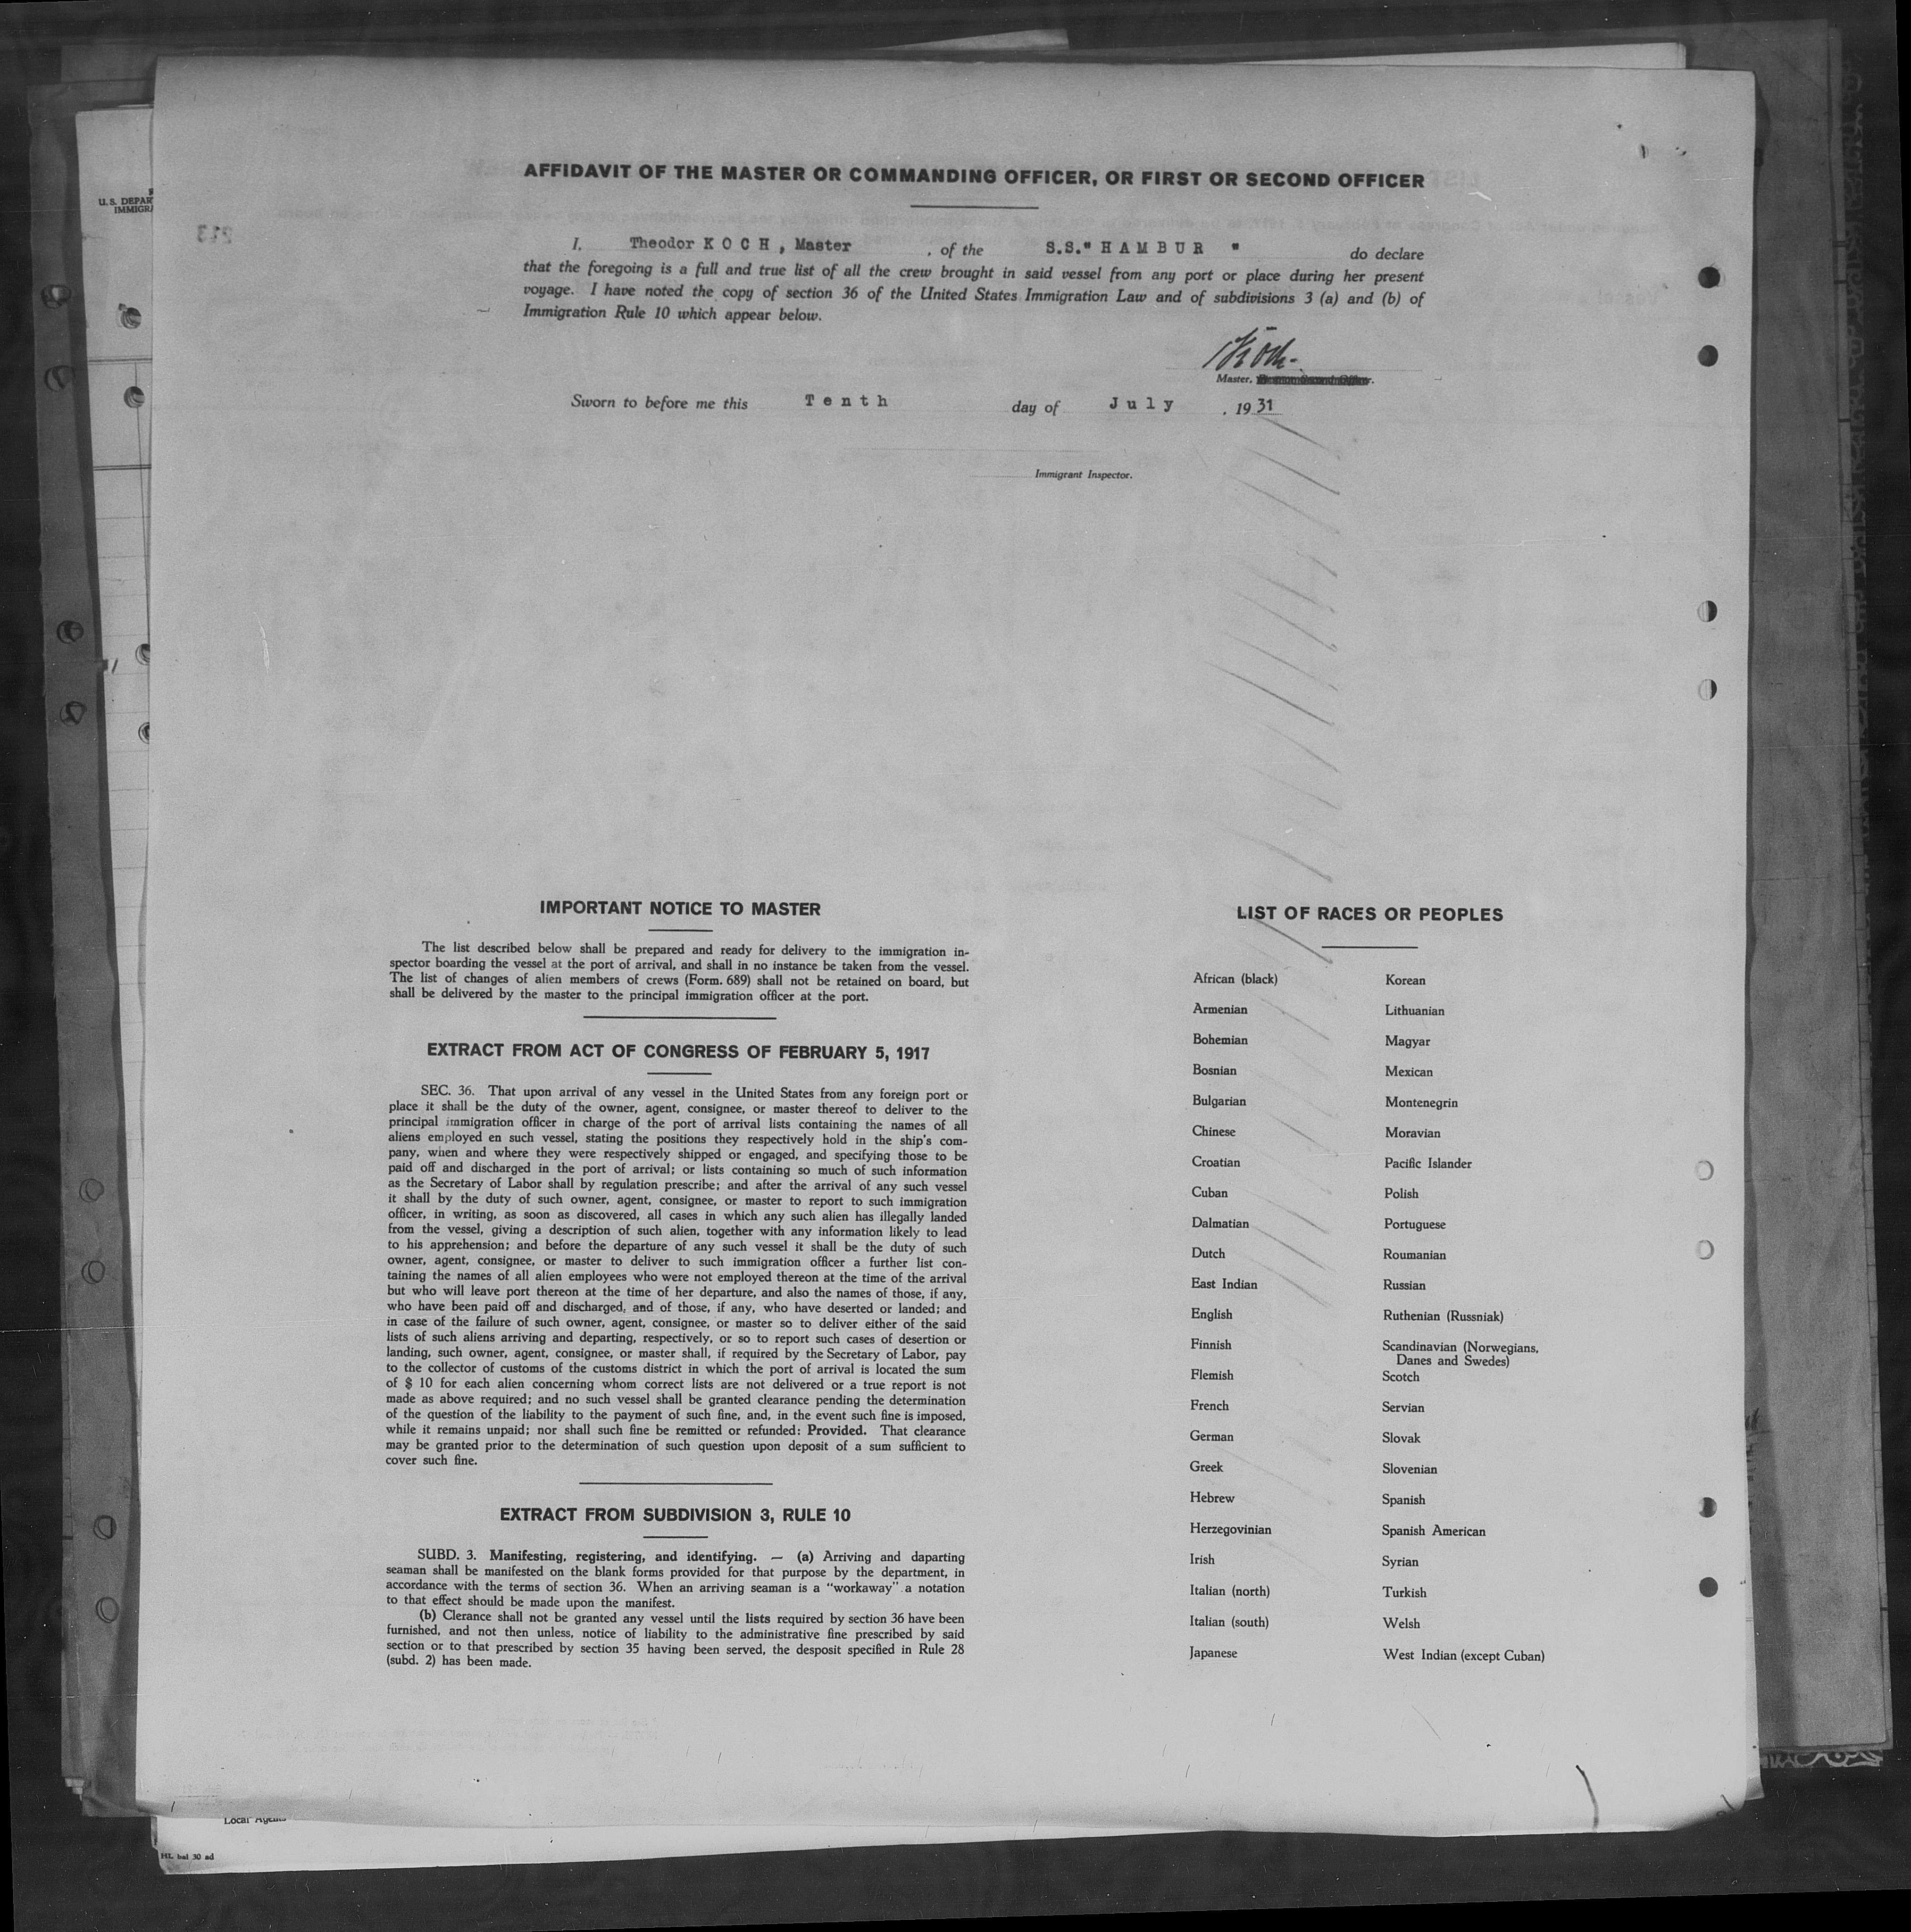 AFFIDAVIT OF THE MASTER OR COMMANDING OFFICER, OR FIRST OR SECOND OFFICER
I, Theodor K O C H , Master , of the S.S." H A M B U R " do declare
that the foregoing is a full and true list of all the crew brought in said vessel from any port or place during her present
voyage. I have noted the copy of section 36 of the United States Immigration Law and of subdivisions 3 (a) and (b) of
Immigration Rule 10 which appear below.
Koch
Master,
Sworn to before me this T e n t h day of J u l y , 19 31
Immigrant Inspector.
U.S. DEPAR
IMMIGRA
213
IMPORTANT NOTICE TO MASTER
The list described below shall be prepared and ready for delivery to the immigration in-
spector boarding the vessel at the port of arrival, and shall in no instance be taken from the vessel.
The list of changes of alien members of crews (Form. 689) shall not be retained on board, but
shall be delivered by the master to the principal immigration officer at the port.
EXTRACT FROM ACT OF CONGRESS OF FEBRUARY 5, 1917
SEC. 36. That upon arrival of any vessel in the United States from any foreign port or
place it shall be the duty of the owner, agent, consignee, or master thereof to deliver to the
principal immigration officer in charge of the port of arrival lists containing the names of all
aliens employed en such vessel, stating the positions they respectively hold in the ship's com-
pany, when and where they were respectively shipped or engaged, and specifying those to be
paid off and discharged in the port of arrival; or lists containing so much of such information
as the Secretary of Labor shall by regulation prescribe; and after the arrival of any such vessel
it shall by the duty of such owner, agent, consignee, or master to report to such immigration
officer, in writing, as soon as discovered, all cases in which any such alien has illegally landed
from the vessel, giving a description of such alien, together with any information likely to lead
to his apprehension; and before the departure of any such vessel it shall be the duty of such
owner, agent, consignee, or master to deliver to such immigration officer a further list con-
taining the names of all alien employees who were not employed thereon at the time of the arrival
but who will leave port thereon at the time of her departure, and also the names of those, if any,
who have been paid off and discharged, and of those, if any, who have deserted or landed; and
in case of the failure of such owner, agent, consignee, or master so to deliver either of the said
lists of such aliens arriving and departing, respectively, or so to report such cases of desertion or
landing, such owner, agent, consignee, or master shall, if required by the Secretary of Labor, pay
to the collector of customs of the customs district in which the port of arrival is located the sum
of $ 10 for each alien concerning whom correct lists are not delivered or a true report is not
made as above required; and no such vessel shall be granted clearance pending the determination
of the question of the liability to the payment of such fine, and, in the event such fine is imposed,
while it remains unpaid; nor shall such fine be remitted or refunded: Provided. That clearance
may be granted prior to the determination of such question upon deposit of a sum sufficient to
cover such fine.
EXTRACT FROM SUBDIVISION 3, RULE 10
SUBD. 3. Manifesting, registering, and identifying. — (a) Arriving and daparting
seaman shall be manifested on the blank forms provided for that purpose by the department, in
accordance with the terms of section 36. When an arriving seaman is a "workaway" a notation
to that effect should be made upon the manifest.
(b) Clerance shall not be granted any vessel until the lists required by section 36 have been
furnished, and not then unless, notice of liability to the administrative fine prescribed by said
section or to that prescribed by section 35 having been served, the desposit specified in Rule 28
(subd. 2) has been made.
LIST OF RACES OR PEOPLES
African (black)
Armenian
Bohemian
Bosnian
Bulgarian
Chinese
Croatian
Cuban
Dalmatian
Dutch
East Indian
English
Finnish
Flemish
French
German
Greek
Hebrew
Herzegovinian
Irish
Italian (north)
Italian (south)
Japanese
Korean
Lithuanian
Magyar
Mexican
Montenegrin
Moravian
Pacific Islander
Polish
Portuguese
Roumanian
Russian
Ruthenian (Russniak)
Scandinavian (Norwegians,
Danes and Swedes)
Scotch
Servian
Slovak
Slovenian
Spanish
Spanish American
Syrian
Turkish
Welsh
West Indian (except Cuban)
Local Agents
HL bal 30 ad